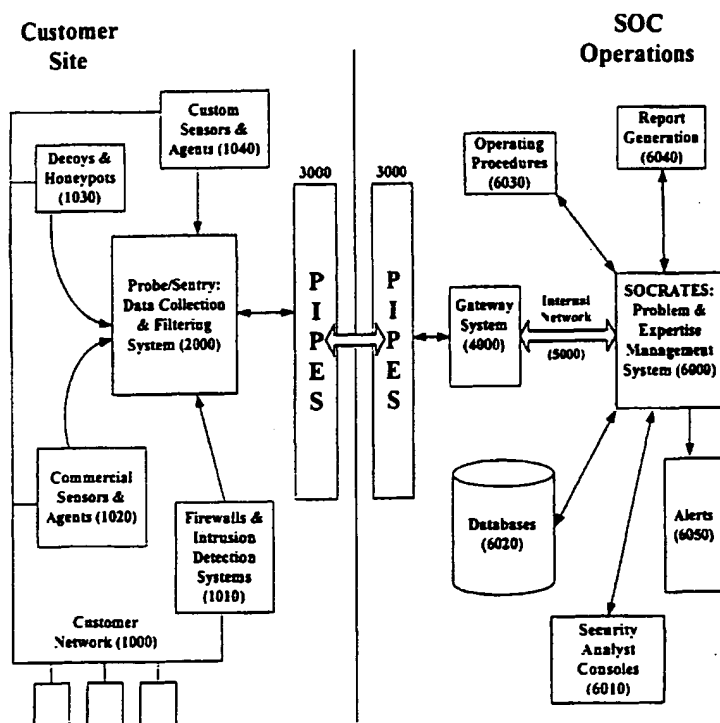 Customer
Site
SOC
Operations
Custom
Sensors &
Agents (1040)
Decoys &
Honeypots
(1030)
Probe/Sentry:
Data Collection
& Filtering
System (2000)
Commercial
Sensors &
Agents (1020)
Firewalls &
Intrusion
Detection
Systems
(1010)
Customer
Network (1000)
3000
PIPES
3000
PIPES
Gateway
System
(4000)
Internal
Network
(5000)
Operating
Procedures
(6030)
Report
Generation
(6040)
SOCRATES:
Problem &
Expertise
Management
System (6000)
Databases
(6020)
Alerts
(6050)
Security
Analyst
Consoles
(6010)